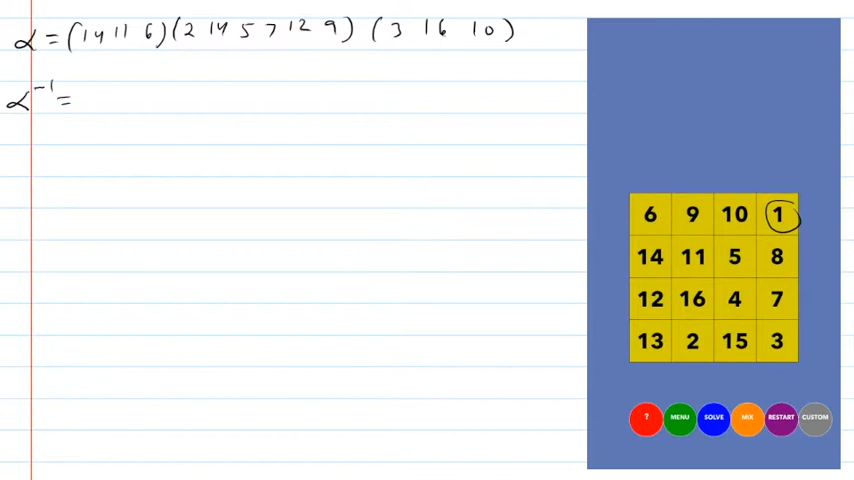 α = (1 4 11 6)(2 14 5 7 12 9) (3 16 10)
α⁻¹ =
6 9 10 1
14 11 5 8
12 16 4 7
13 2 15 3
? MENU SOLVE MIX RESTART CUSTOM